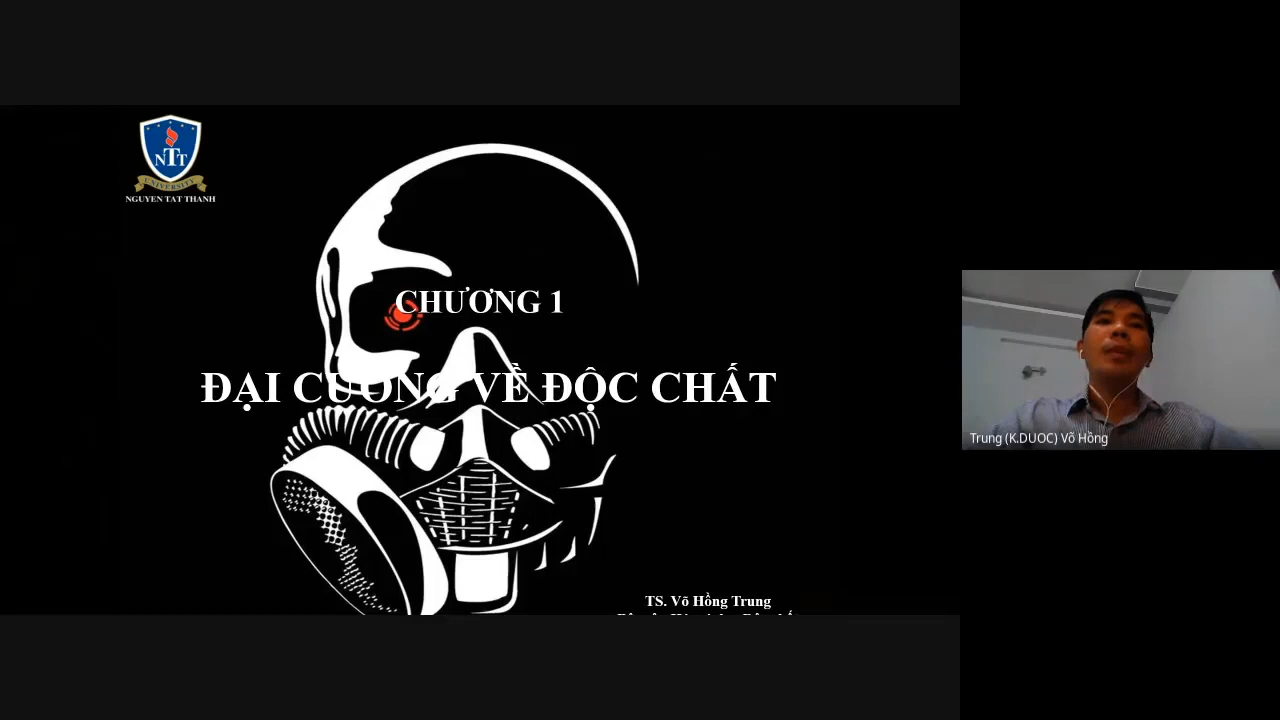 NTT
UNIVERSITY
NGUYEN TAT THANH
CHƯƠNG 1
ĐẠI CƯƠNG VỀ ĐỘC CHẤT
TS. Võ Hồng Trung
Trung (K.DUOC) Võ Hồng